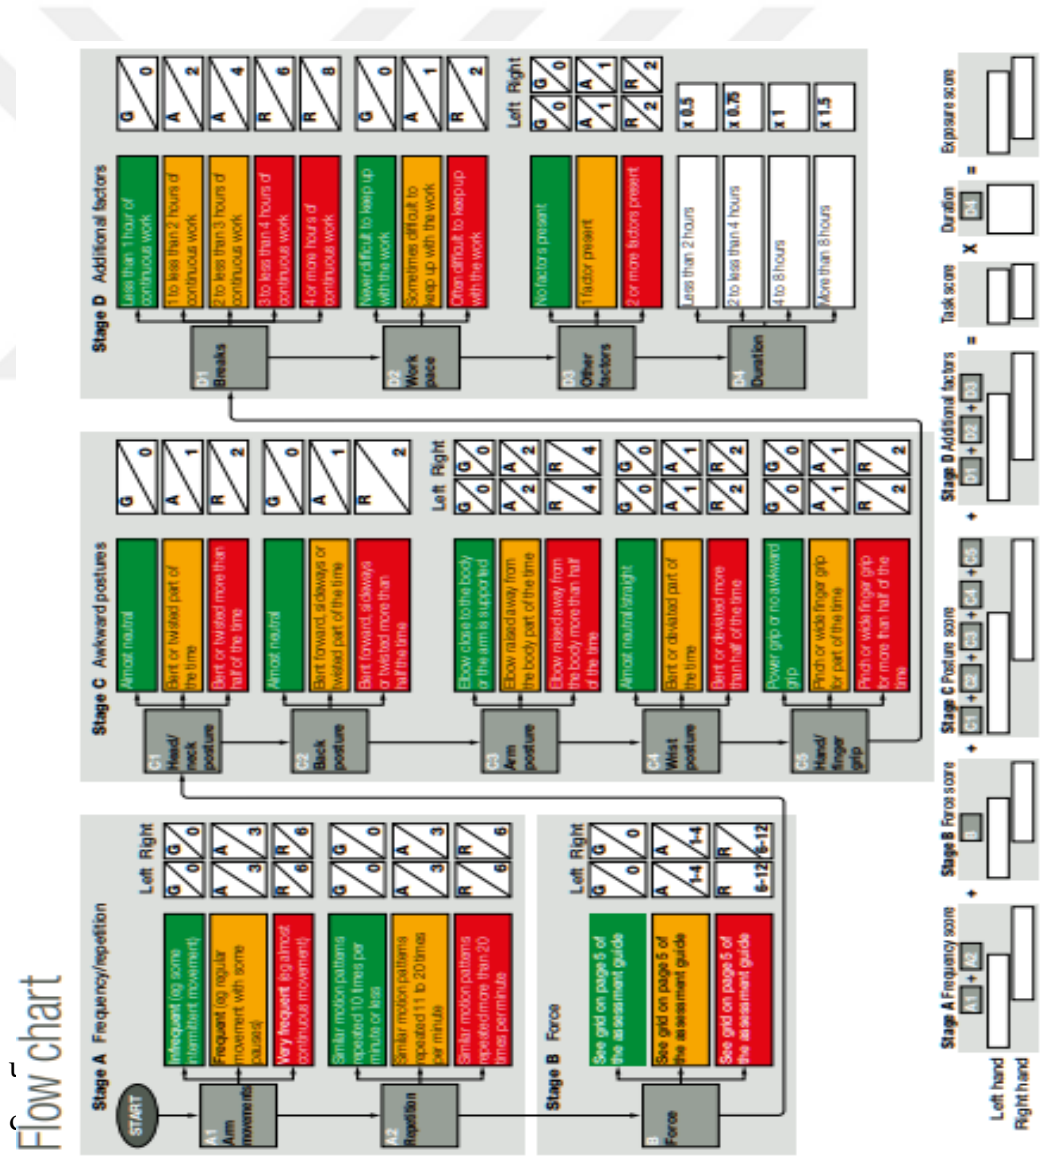 Flow chart
Stage A Frequency/repetition
START
A1
Arm
movements
Infrequent (eg some
intermittent movement)
Frequent (eg regular
movement with some
pauses)
Very frequent (eg almost
continuous movement)
Left Right
G 0 G 0
A 3 A 3
R 6 R 6
A2
Repetition
Similar motion patterns
repeated 10 times per
minute or less
Similar motion patterns
repeated 11 to 20 times
per minute
Similar motion patterns
repeated more than 20
times per minute
G 0 G 0
A 3 A 3
R 6 R 6
Stage B Force
B
Force
See grid on page 5 of
the assessment guide
See grid on page 5 of
the assessment guide
See grid on page 5 of
the assessment guide
Left Right
G 0 G 0
A 1-4 A 1-4
R 6-12 R 6-12
Stage C Awkward postures
C1
Head/
neck
posture
Almost neutral
Bent or twisted part of
the time
Bent or twisted more than
half of the time
G 0
A 1
R 2
C2
Back
posture
Almost neutral
Bent forward, sideways or
twisted part of the time
Bent forward, sideways
or twisted more than
half the time
G 0
A 1
R 2
C3
Arm
posture
Elbow close to the body
or the arm is supported
Elbow raised away from
the body part of the time
Elbow raised away from
the body more than half
of the time
Left Right
G 0 G 0
A 2 A 2
R 4 R 4
C4
Wrist
posture
Almost neutral/straight
Bent or deviated part of
the time
Bent or deviated more
than half of the time
G 0 G 0
A 1 A 1
R 2 R 2
C5
Hand/
finger
grip
Power grip or no awkward
grip
Pinch or wide finger grip
for part of the time
Pinch or wide finger grip
for more than half of the
time
G 0 G 0
A 1 A 1
R 2 R 2
Stage D Additional factors
D1
Breaks
Less than 1 hour of
continuous work
1 to less than 2 hours of
continuous work
2 to less than 3 hours of
continuous work
3 to less than 4 hours of
continuous work
4 or more hours of
continuous work
G 0
A 2
A 4
R 6
R 8
D2
Work
pace
Never difficult to keep up
with the work
Sometimes difficult to
keep up with the work
Often difficult to keep up
with the work
G 0
A 1
R 2
D3
Other
factors
No factor present
1 factor present
2 or more factors present
Left Right
G 0 G 0
A 1 A 1
R 2 R 2
D4
Duration
Less than 2 hours
2 to less than 4 hours
4 to 8 hours
More than 8 hours
x 0.5
x 0.75
x 1
x 1.5
Stage A Frequency score + Stage B Force score + Stage C Posture score + Stage D Additional factors = Task score X Duration = Exposure score
A1 + A2
B
C1 + C2 + C3 + C4 + C5
D1 + D2 + D3
D4
Left hand
Right hand